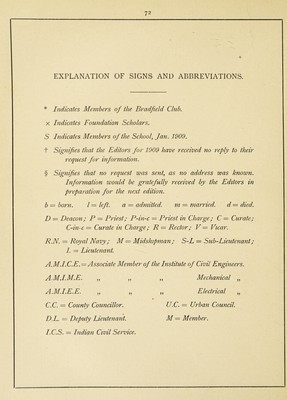 72
EXPLANATION OF SIGNS AND ABBREVIATIONS.
* Indicates Members of the Bradfield Club.
× Indicates Foundation Scholars.
S Indicates Members of the School, Jan. 1909.
† Signifies that the Editors for 1909 have received no reply to their
request for information.
§ Signifies that no request was sent, as no address was known.
Information would be gratefully received by the Editors in
preparation for the next edition.
b = born. l = left. a = admitted. m = married. d = died.
D = Deacon; P = Priest; P-in-c = Priest in Charge; C = Curate;
C-in-c = Curate in Charge; R = Rector; V = Vicar.
R.N. = Royal Navy; M = Midshipman; S-L = Sub-Lieutenant;
L = Lieutenant.
A.M.I.C.E. = Associate Member of the Institute of Civil Engineers.
A.M.I.M.E. „ „ „ Mechanical „
A.M.I.E.E. „ „ „ Electrical „
C.C. = County Councillor. U.C. = Urban Council.
D.L. = Deputy Lieutenant. M = Member.
I.C.S. = Indian Civil Service.